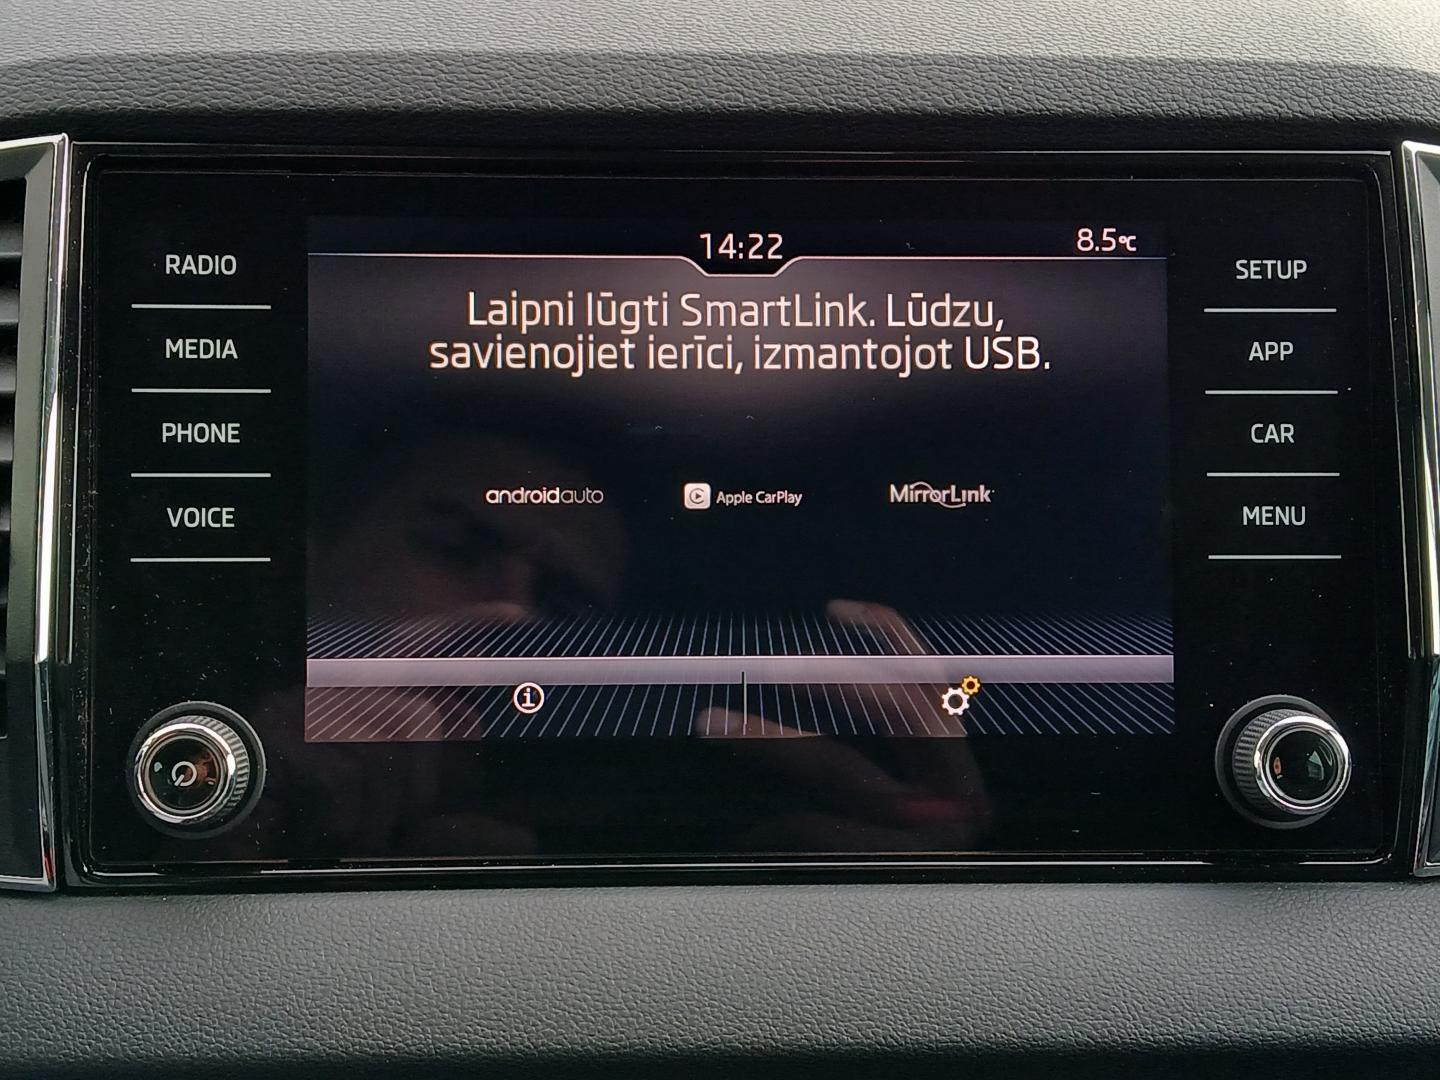 14:22
8.5°C
RADIO
MEDIA
PHONE
VOICE
Laipni lūgti SmartLink. Lūdzu,
savienojiet ierīci, izmantojot USB.
androidauto
Apple CarPlay
MirrorLink
SETUP
APP
CAR
MENU